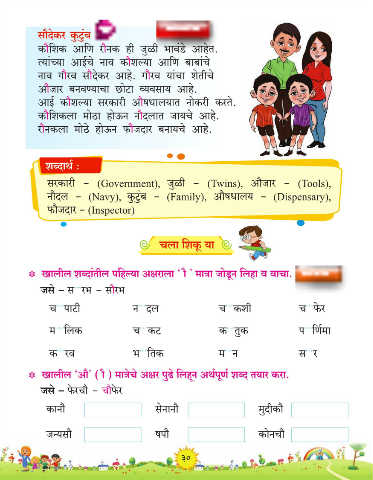 सौदेकर कुटुंब
कौशिक आणि रौनक ही जुळी भावंडे आहेत.
त्यांच्या आईचे नाव कौशल्या आणि बाबांचे
नाव गौरव सौदेकर आहे. गौरव यांचा शेतीचे
औजार बनवण्याचा छोटा व्यवसाय आहे.
आई कौशल्या सरकारी औषधालयात नोकरी करते.
कौशिकला मोठा होऊन नौदलात जायचे आहे.
रौनकला मोठे होऊन फौजदार बनायचे आहे.
शब्दार्थ :
सरकारी – (Government), जुळी – (Twins), औजार – (Tools),
नौदल – (Navy), कुटुंब – (Family), औषधालय – (Dispensary),
फौजदार – (Inspector)
चला शिकू या
❊ खालील शब्दांतील पहिल्या अक्षराला 'ौ' मात्रा जोडून लिहा व वाचा.
जसे – स रभ – सौरभ
च पाटी न दल च कशी च फेर
म लिक च कट क तुक प र्णिमा
क रव भ तिक म न स र
❊ खालील 'औ' (ौ) मात्रेचे अक्षर पुढे लिहून अर्थपूर्ण शब्द तयार करा.
जसे – फेरचौ – चौफेर
कानौ सेनानौ मुदीकौ
जन्यसौ षपौ कोनचौ
३०